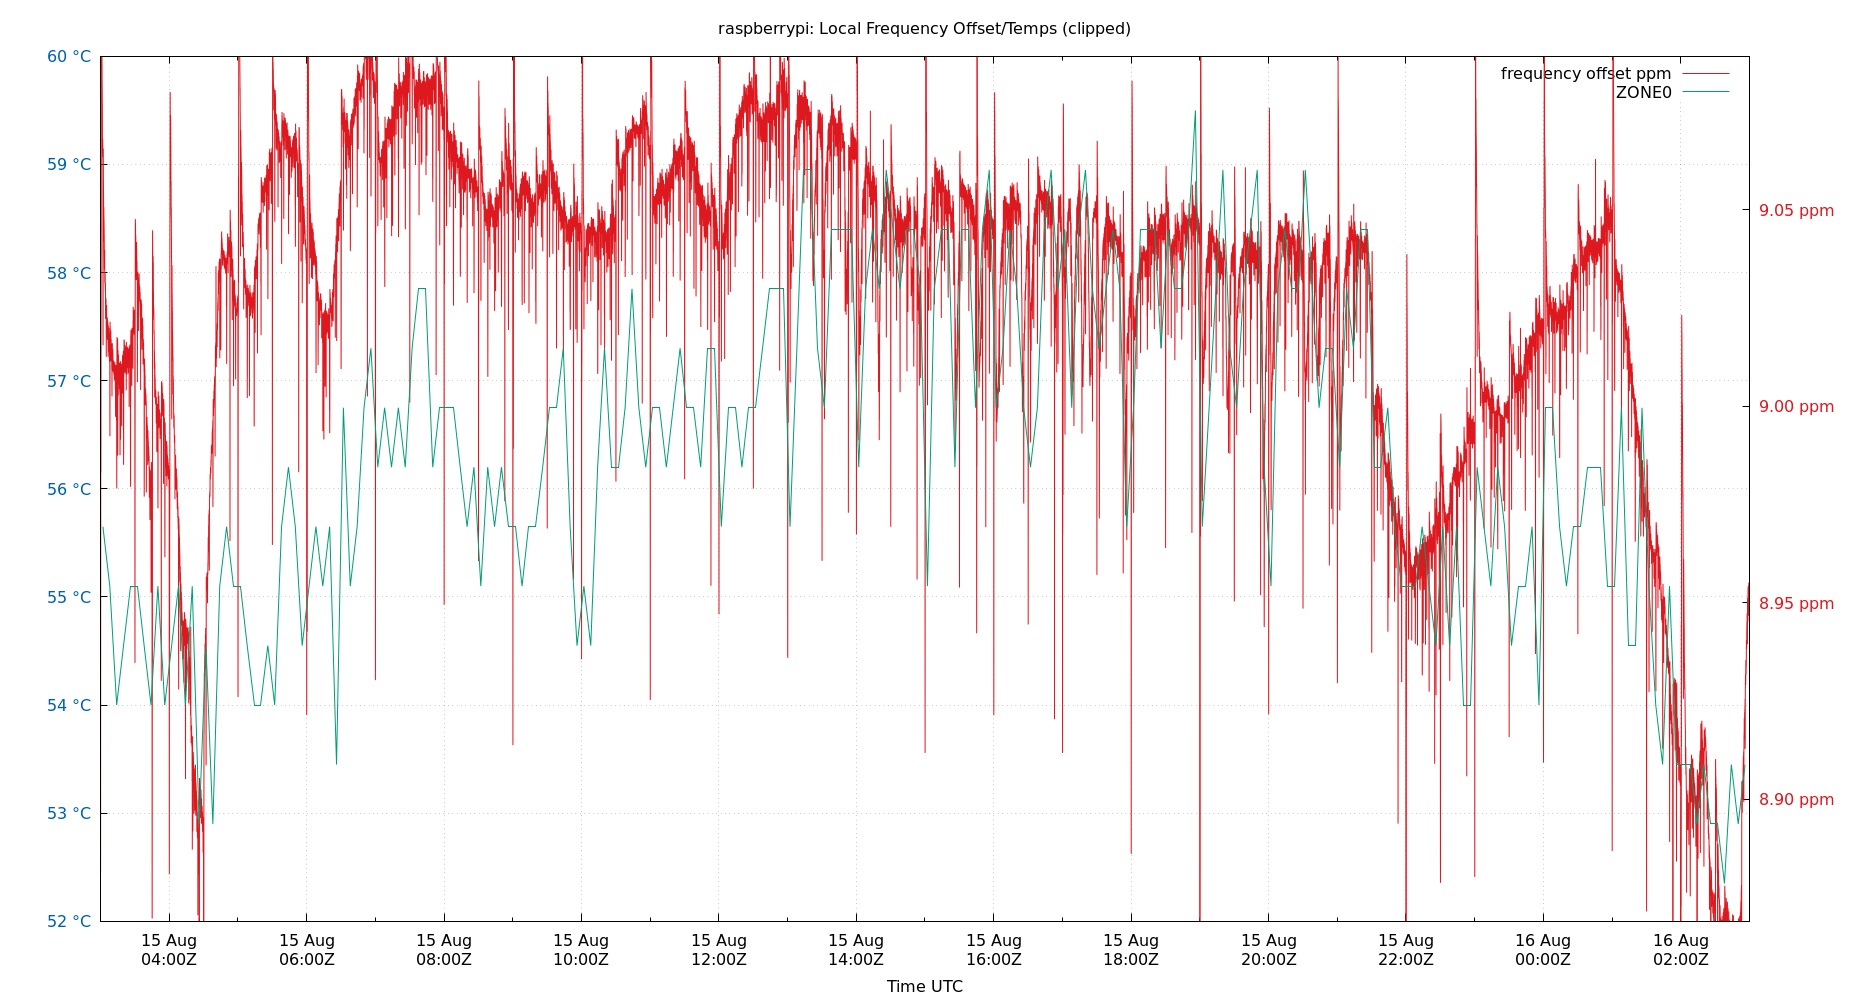 raspberrypi: Local Frequency Offset/Temps (clipped)
frequency offset ppm
ZONE0
60 °C
59 °C
58 °C
57 °C
56 °C
55 °C
54 °C
53 °C
52 °C
9.05 ppm
9.00 ppm
8.95 ppm
8.90 ppm
15 Aug 15 Aug 15 Aug 15 Aug 15 Aug 15 Aug 15 Aug 15 Aug 15 Aug 15 Aug 16 Aug 16 Aug
04:00Z 06:00Z 08:00Z 10:00Z 12:00Z 14:00Z 16:00Z 18:00Z 20:00Z 22:00Z 00:00Z 02:00Z
Time UTC